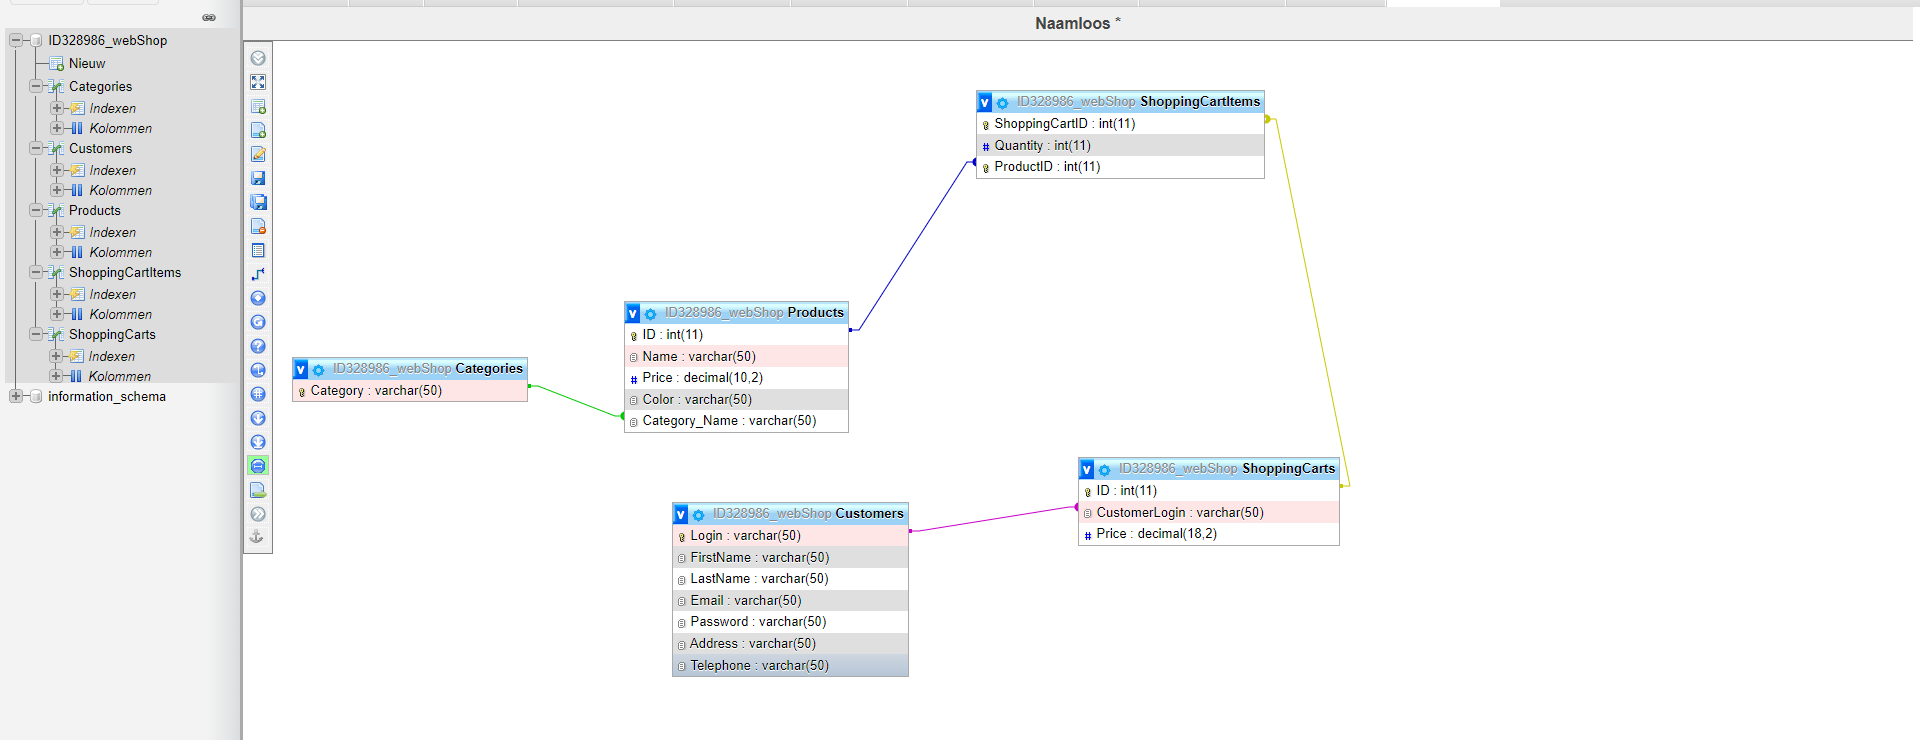 Naamloos *
ID328986_webShop
Nieuw
Categories
Indexen
Kolommen
Customers
Indexen
Kolommen
Products
Indexen
Kolommen
ShoppingCartItems
Indexen
Kolommen
ShoppingCarts
Indexen
Kolommen
information_schema
v ID328986_webShop ShoppingCartItems
ShoppingCartID : int(11)
# Quantity : int(11)
ProductID : int(11)
v ID328986_webShop Products
ID : int(11)
Name : varchar(50)
# Price : decimal(10,2)
Color : varchar(50)
Category_Name : varchar(50)
v ID328986_webShop Categories
Category : varchar(50)
v ID328986_webShop ShoppingCarts
ID : int(11)
CustomerLogin : varchar(50)
# Price : decimal(18,2)
v ID328986_webShop Customers
Login : varchar(50)
FirstName : varchar(50)
LastName : varchar(50)
Email : varchar(50)
Password : varchar(50)
Address : varchar(50)
Telephone : varchar(50)